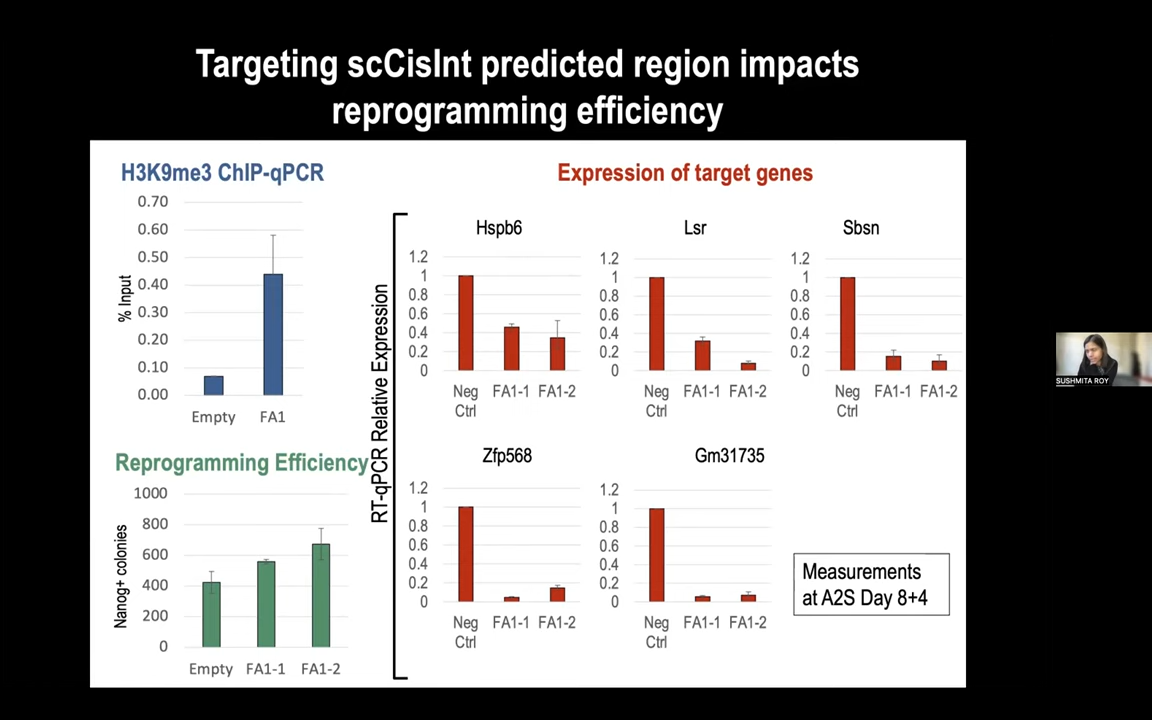 Targeting scCisInt predicted region impacts
reprogramming efficiency
H3K9me3 ChIP-qPCR
0.70
0.60
0.50
0.40
0.30
0.20
0.10
0.00
% Input
Empty FA1
Reprogramming Efficiency
1000
800
600
400
200
0
Nanog+ colonies
Empty FA1-1 FA1-2
Expression of target genes
RT-qPCR Relative Expression
Hspb6
1.2
1
0.8
0.6
0.4
0.2
0
Neg FA1-1 FA1-2
Ctrl
Lsr
1.2
1
0.8
0.6
0.4
0.2
0
Neg FA1-1 FA1-2
Ctrl
Sbsn
1.2
1
0.8
0.6
0.4
0.2
0
Neg FA1-1 FA1-2
Ctrl
Zfp568
1.2
1
0.8
0.6
0.4
0.2
0
Neg FA1-1 FA1-2
Ctrl
Gm31735
1.2
1
0.8
0.6
0.4
0.2
0
Neg FA1-1 FA1-2
Ctrl
Measurements
at A2S Day 8+4
SUSHMITA ROY